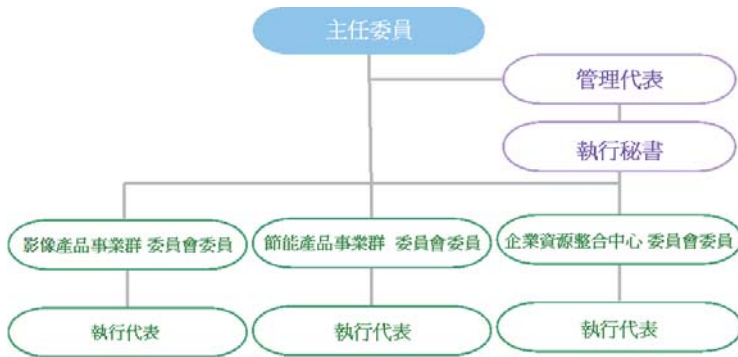 主任委員
管理代表
執行秘書
影像產品事業群 委員會委員
節能產品事業群 委員會委員
企業資源整合中心 委員會委員
執行代表
執行代表
執行代表